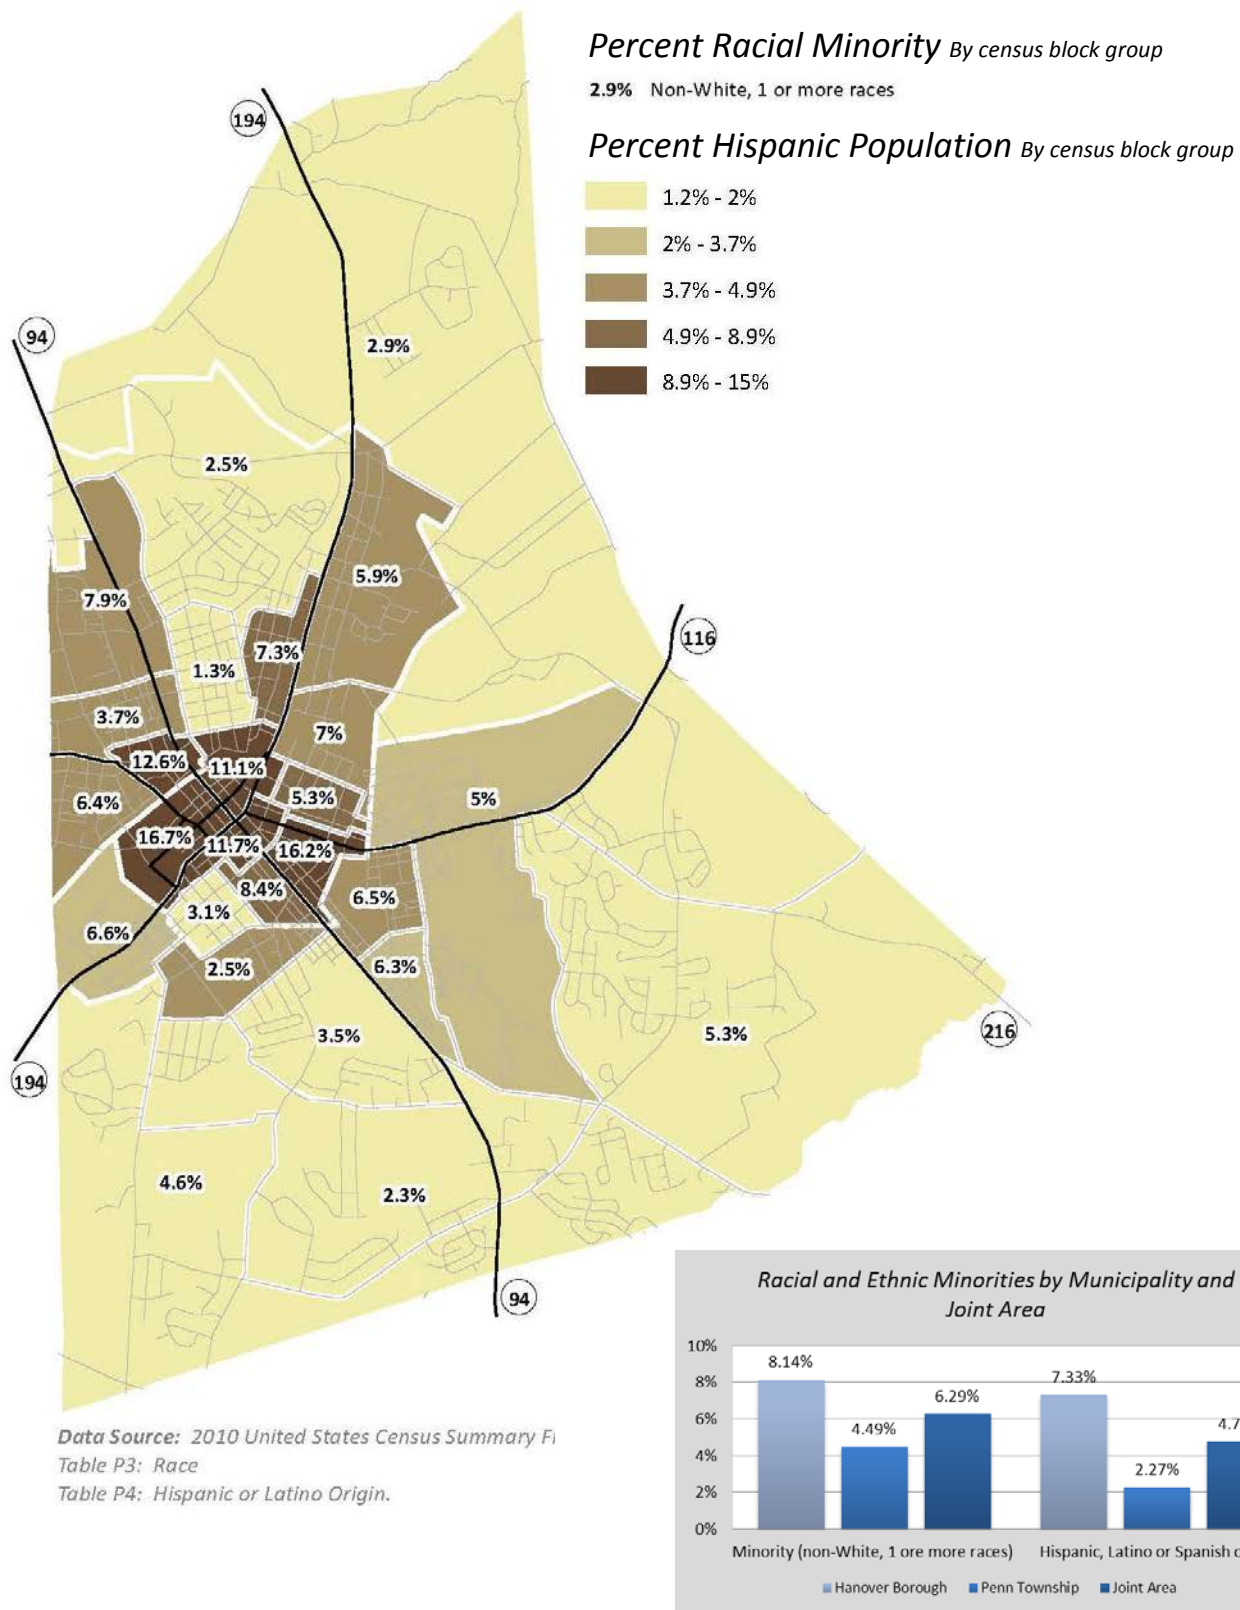 Percent Racial Minority By census block group
2.9% Non-White, 1 or more races
Percent Hispanic Population By census block group
1.2% - 2%
2% - 3.7%
3.7% - 4.9%
4.9% - 8.9%
8.9% - 15%
194
94
2.9%
2.5%
5.9%
7.9%
116
7.3%
1.3%
3.7%
7%
12.6%
11.1%
6.4%
5.3%
5%
16.7%
11.7%
16.2%
8.4%
6.5%
3.1%
6.6%
2.5%
6.3%
3.5%
5.3%
216
194
4.6%
2.3%
94
Racial and Ethnic Minorities by Municipality and
Joint Area
10%
8%
6%
4%
2%
0%
8.14%
4.49%
6.29%
7.33%
2.27%
4.7
Minority (non-White, 1 ore more races)
Hispanic, Latino or Spanish o
Hanover Borough
Penn Township
Joint Area
Data Source: 2010 United States Census Summary Fi
Table P3: Race
Table P4: Hispanic or Latino Origin.